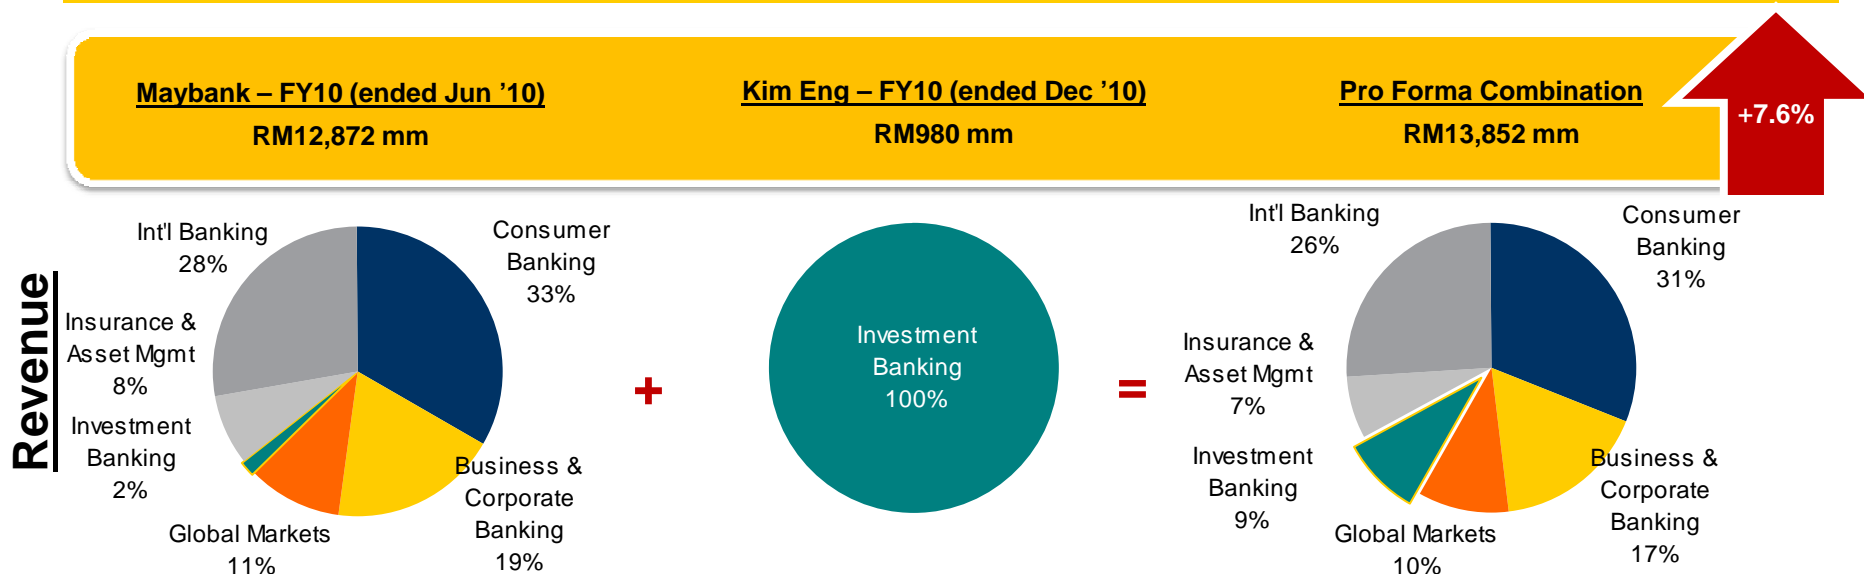 Maybank – FY10 (ended Jun ’10)
RM12,872 mm
Kim Eng – FY10 (ended Dec ’10)
RM980 mm
Pro Forma Combination
RM13,852 mm
+7.6%
Revenue
Int'l Banking
28%
Consumer
Banking
33%
Insurance &
Asset Mgmt
8%
Investment
Banking
2%
Global Markets
11%
Business &
Corporate
Banking
19%
+
Investment
Banking
100%
=
Int'l Banking
26%
Consumer
Banking
31%
Insurance &
Asset Mgmt
7%
Investment
Banking
9%
Global Markets
10%
Business &
Corporate
Banking
17%